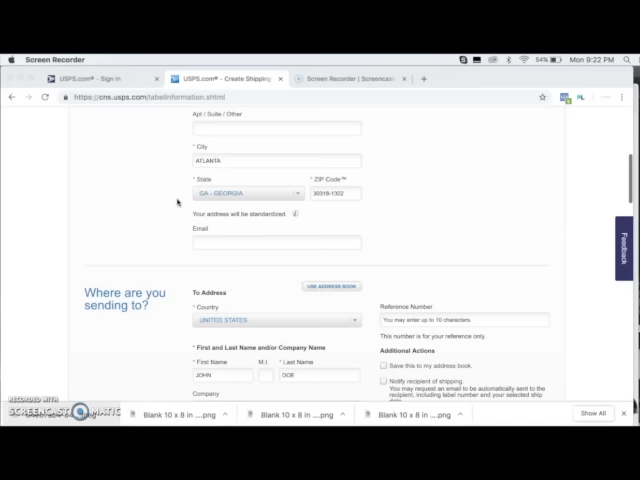 Screen Recorder
54%
Mon 9:22 PM
USPS.com® - Sign In
USPS.com® - Create Shipping
Screen Recorder | Screencast
https://cns.usps.com/labelInformation.shtml
Apt / Suite / Other
* City
ATLANTA
* State
* ZIP Code™
GA - GEORGIA
30318-1302
Your address will be standardized
Email
Feedback
Where are you
sending to?
To Address
USE ADDRESS BOOK
* Country
UNITED STATES
Reference Number
You may enter up to 10 characters.
This number is for your reference only.
* First and Last Name and/or Company Name
Additional Actions
* First Name
M.I.
* Last Name
JOHN
DOE
Save this to my address book.
Notify recipient of shipping.
You may request an email to be automatically sent to the
recipient, including label number and your selected ship
Company
RECORDED WITH
SCREENCAST-O-MATIC
Blank 10 x 8 in ....png
Blank 10 x 8 in ....png
Blank 10 x 8 in ....png
Show All